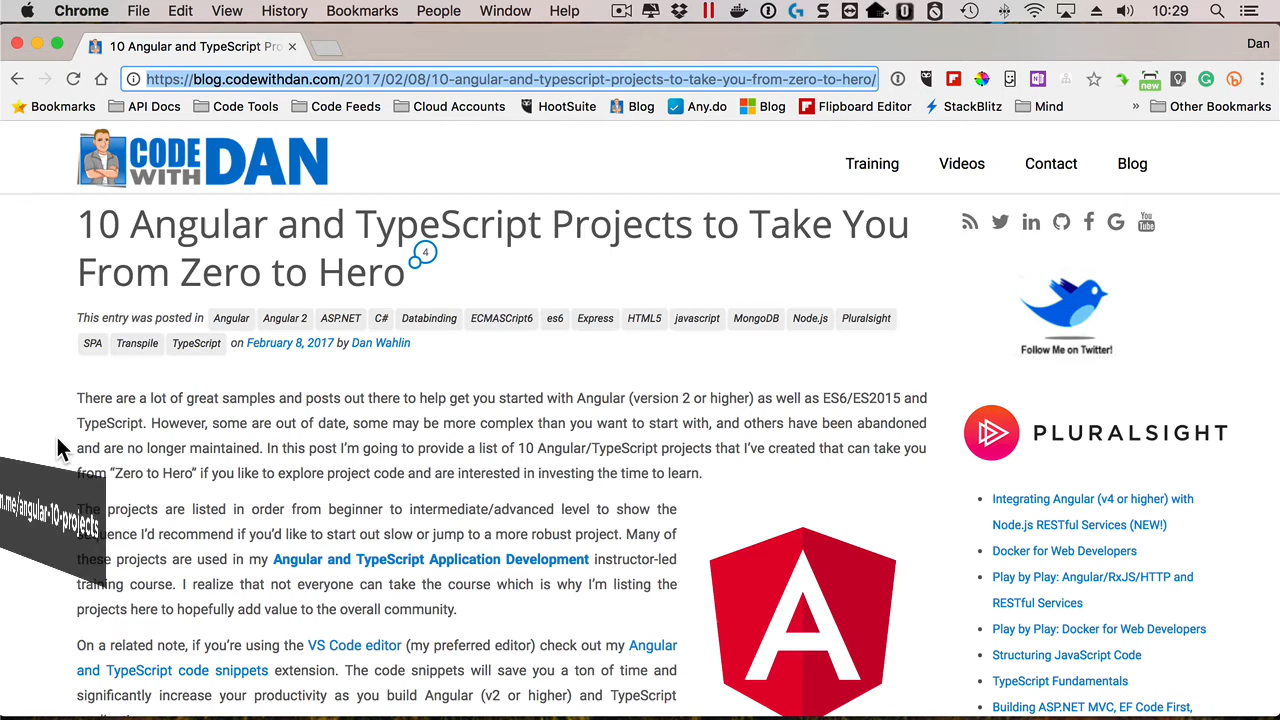 Chrome File Edit View History Bookmarks People Window Help 10:29
10 Angular and TypeScript Pro Dan
https://blog.codewithdan.com/2017/02/08/10-angular-and-typescript-projects-to-take-you-from-zero-to-hero/
new
Bookmarks API Docs Code Tools Code Feeds Cloud Accounts HootSuite Blog Any.do Blog Flipboard Editor StackBlitz Mind » Other Bookmarks
CODE WITH DAN
Training Videos Contact Blog
10 Angular and TypeScript Projects to Take You
From Zero to Hero
4
This entry was posted in Angular Angular 2 ASP.NET C# Databinding ECMASCript6 es6 Express HTML5 javascript MongoDB Node.js Pluralsight
SPA Transpile TypeScript on February 8, 2017 by Dan Wahlin
There are a lot of great samples and posts out there to help get you started with Angular (version 2 or higher) as well as ES6/ES2015 and
TypeScript. However, some are out of date, some may be more complex than you want to start with, and others have been abandoned
and are no longer maintained. In this post I'm going to provide a list of 10 Angular/TypeScript projects that I've created that can take you
from "Zero to Hero" if you like to explore project code and are interested in investing the time to learn.
m.me/angular-10-projects
The projects are listed in order from beginner to intermediate/advanced level to show the
sequence I'd recommend if you'd like to start out slow or jump to a more robust project. Many of
these projects are used in my Angular and TypeScript Application Development instructor-led
training course. I realize that not everyone can take the course which is why I'm listing the
projects here to hopefully add value to the overall community.
On a related note, if you're using the VS Code editor (my preferred editor) check out my Angular
and TypeScript code snippets extension. The code snippets will save you a ton of time and
significantly increase your productivity as you build Angular (v2 or higher) and TypeScript
You Tube
Follow Me on Twitter!
PLURALSIGHT
Integrating Angular (v4 or higher) with
Node.js RESTful Services (NEW!)
Docker for Web Developers
Play by Play: Angular/RxJS/HTTP and
RESTful Services
Play by Play: Docker for Web Developers
Structuring JavaScript Code
TypeScript Fundamentals
Building ASP.NET MVC, EF Code First,